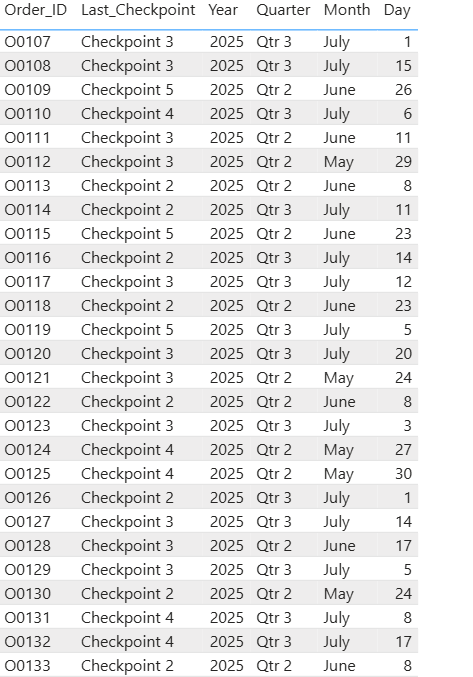 Order_ID Last_Checkpoint Year Quarter Month Day
O0107 Checkpoint 3 2025 Qtr 3 July 1
O0108 Checkpoint 3 2025 Qtr 3 July 15
O0109 Checkpoint 5 2025 Qtr 2 June 26
O0110 Checkpoint 4 2025 Qtr 3 July 6
O0111 Checkpoint 3 2025 Qtr 2 June 11
O0112 Checkpoint 3 2025 Qtr 2 May 29
O0113 Checkpoint 2 2025 Qtr 2 June 8
O0114 Checkpoint 2 2025 Qtr 3 July 11
O0115 Checkpoint 5 2025 Qtr 2 June 23
O0116 Checkpoint 2 2025 Qtr 3 July 14
O0117 Checkpoint 3 2025 Qtr 3 July 12
O0118 Checkpoint 2 2025 Qtr 2 June 23
O0119 Checkpoint 5 2025 Qtr 3 July 5
O0120 Checkpoint 3 2025 Qtr 3 July 20
O0121 Checkpoint 3 2025 Qtr 2 May 24
O0122 Checkpoint 2 2025 Qtr 2 June 8
O0123 Checkpoint 3 2025 Qtr 3 July 3
O0124 Checkpoint 4 2025 Qtr 2 May 27
O0125 Checkpoint 4 2025 Qtr 2 May 30
O0126 Checkpoint 2 2025 Qtr 3 July 1
O0127 Checkpoint 3 2025 Qtr 3 July 14
O0128 Checkpoint 3 2025 Qtr 2 June 17
O0129 Checkpoint 3 2025 Qtr 3 July 5
O0130 Checkpoint 2 2025 Qtr 2 May 24
O0131 Checkpoint 4 2025 Qtr 3 July 8
O0132 Checkpoint 4 2025 Qtr 3 July 17
O0133 Checkpoint 2 2025 Qtr 2 June 8